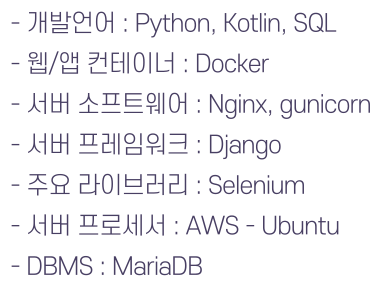 - 개발언어 : Python, Kotlin, SQL
- 웹/앱 컨테이너 : Docker
- 서버 소프트웨어 : Nginx, gunicorn
- 서버 프레임워크 : Django
- 주요 라이브러리 : Selenium
- 서버 프로세서 : AWS - Ubuntu
- DBMS : MariaDB